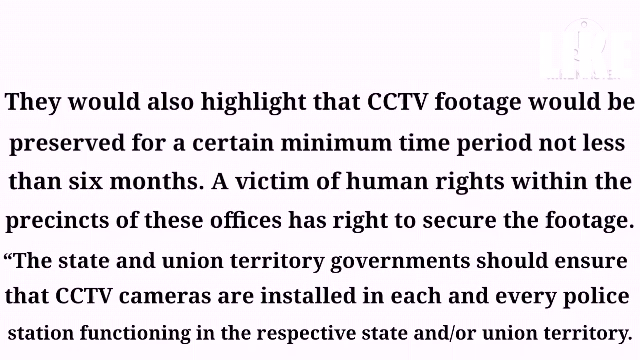 They would also highlight that CCTV footage would be
preserved for a certain minimum time period not less
than six months. A victim of human rights within the
precincts of these offices has right to secure the footage.
“The state and union territory governments should ensure
that CCTV cameras are installed in each and every police
station functioning in the respective state and/or union territory.